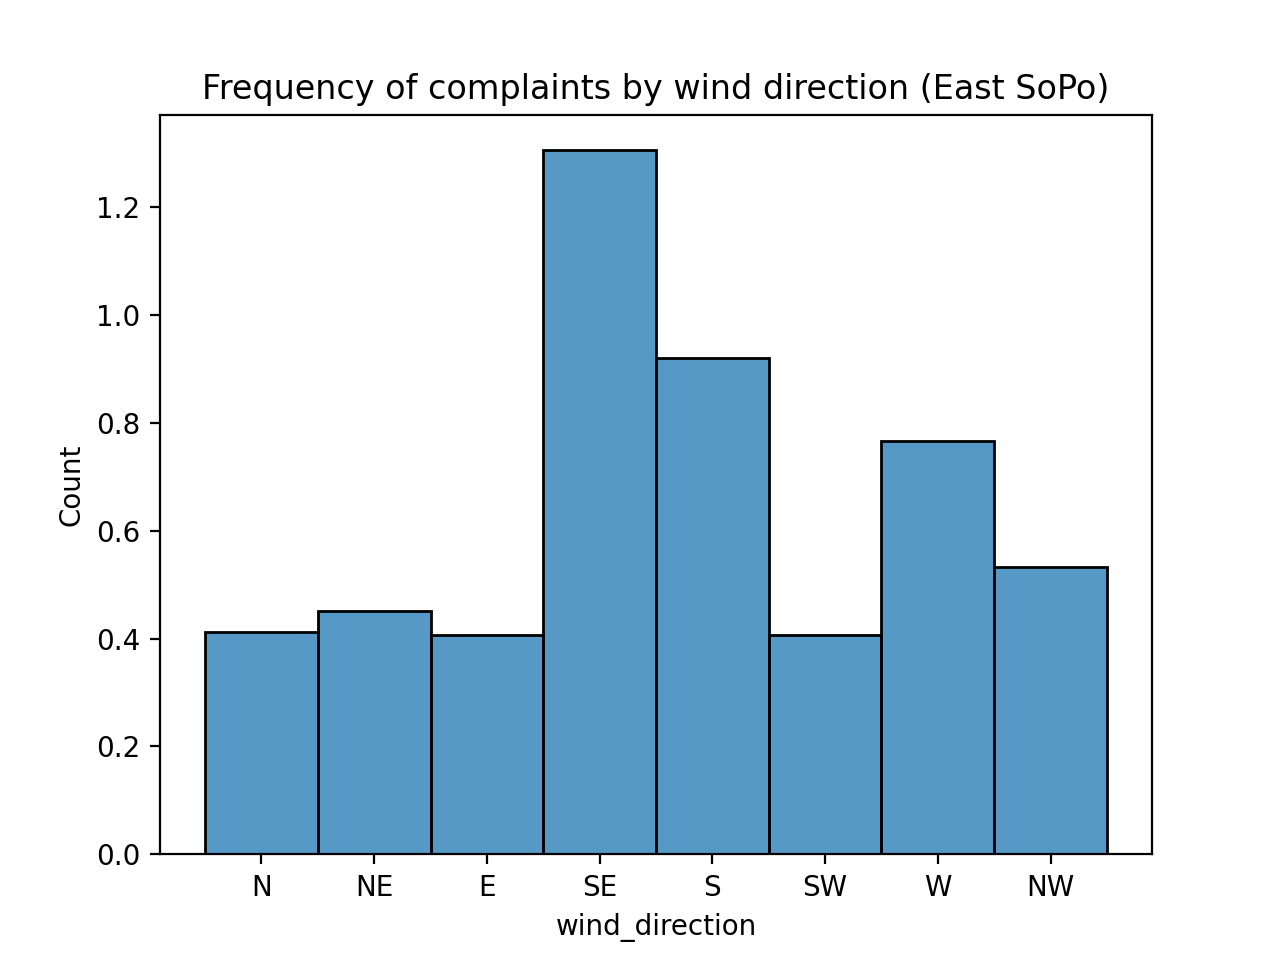 Frequency of complaints by wind direction (East SoPo)
1.2
1.0
0.8
0.6
0.4
0.2
0.0
Count
N NE E SE S SW W NW
wind_direction